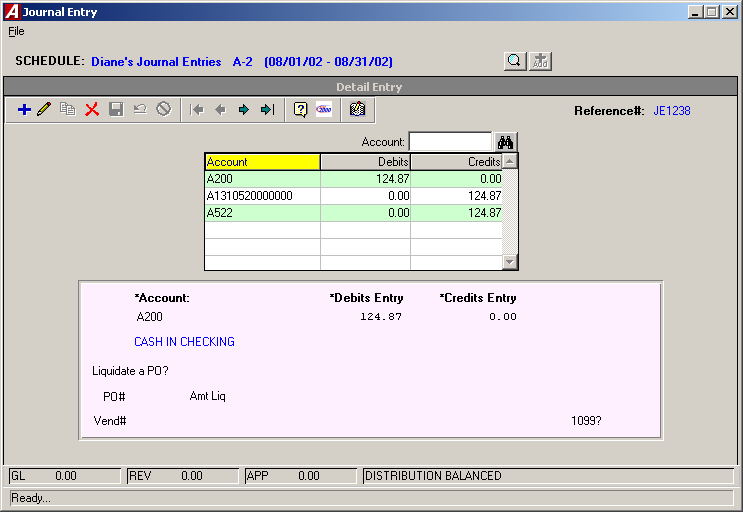 A Journal Entry
File
SCHEDULE: Diane's Journal Entries A-2 (08/01/02 - 08/31/02)
Add
Detail Entry
Reference#: JE1238
Account:
Account Debits Credits
A200 124.87 0.00
A1310520000000 0.00 124.87
A522 0.00 124.87
*Account: *Debits Entry *Credits Entry
A200 124.87 0.00
CASH IN CHECKING
Liquidate a PO?
PO# Amt Liq
Vend# 1099?
GL 0.00 REV 0.00 APP 0.00 DISTRIBUTION BALANCED
Ready...